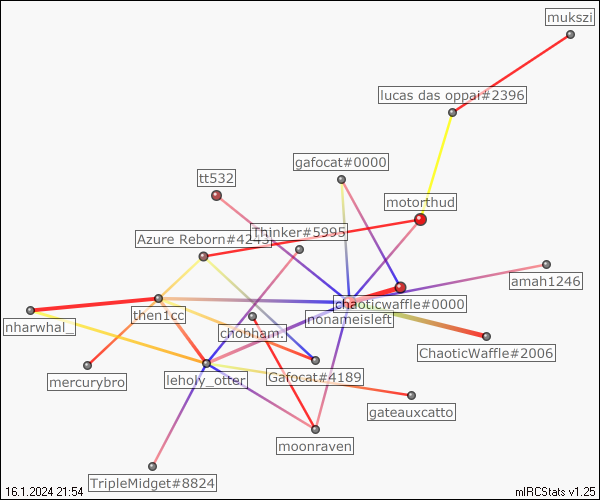 mukszi
lucas das oppai#2396
gafocat#0000
tt532
motorthud
Thinker#5995
Azure Reborn#4243
amah1246
chaoticwaffle#0000
then1cc
nonameisleft
nharwhal_
chobham.
ChaoticWaffle#2006
Gafocat#4189
mercurybro
leholy_otter
gateauxcatto
moonraven
TripleMidget#8824
16.1.2024 21:54
mIRCStats v1.25